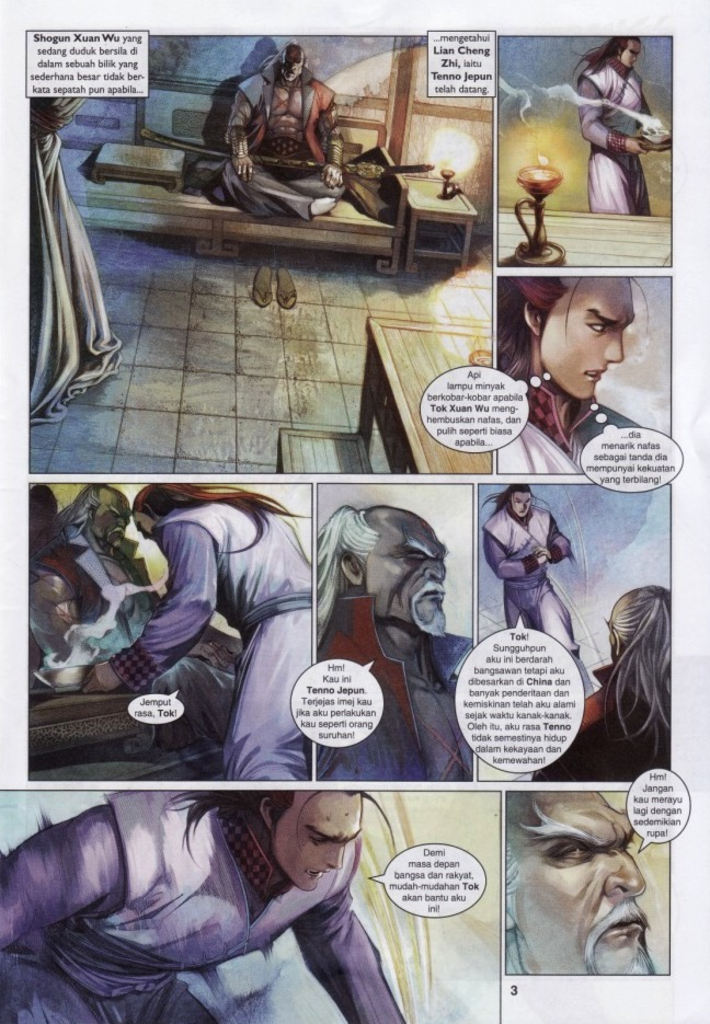 Shogun Xuan Wu yang
sedang duduk bersila di
dalam sebuah bilik yang
sederhana besar tidak ber-
kata sepatah pun apabila...
...mengetahui
Lian Cheng
Zhi, iaitu
Tenno Jepun
telah datang.
Api
lampu minyak
berkobar-kobar apabila
Tok Xuan Wu meng-
hembuskan nafas, dan
pulih seperti biasa
apabila...
...dia
menarik nafas
sebagai tanda dia
mempunyai kekuatan
yang terbilang!
Jemput
rasa, Tok!
Hm!
Kau ini
Tenno Jepun.
Terjejas imej kau
jika aku perlakukan
kau seperti orang
suruhan!
Tok!
Sungguhpun
aku ini berdarah
bangsawan tetapi aku
dibesarkan di China dan
banyak penderitaan dan
kemiskinan telah aku alami
sejak waktu kanak-kanak.
Oleh itu, aku rasa Tenno
tidak semestinya hidup
dalam kekayaan dan
kemewahan!
Demi
masa depan
bangsa dan rakyat,
mudah-mudahan Tok
akan bantu aku
ini!
Hm!
Jangan
kau merayu
lagi dengan
sedemikian
rupa!
3